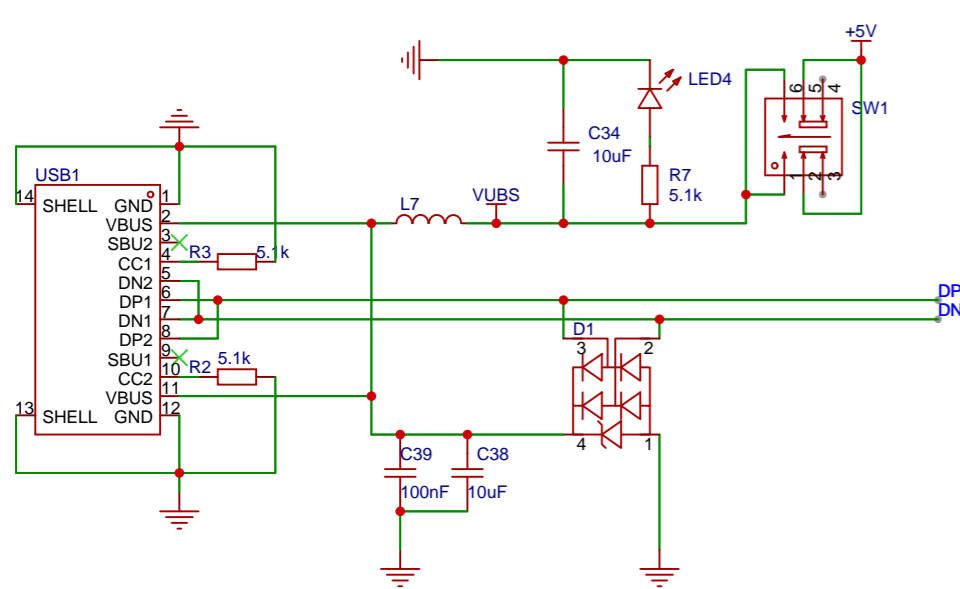 +5V
LED4
6
5
4
SW1
C34
10uF
1
2
3
R7
5.1k
VUBS
L7
USB1
14
SHELL
GND
1
VBUS
2
SBU2
3
CC1
4
R3
5.1k
DN2
5
DP1
6
DP
DN1
7
DN
DP2
8
D1
3
2
SBU1
9
CC2
10
R2
5.1k
VBUS
11
13
SHELL
GND
12
4
1
C39
100nF
C38
10uF